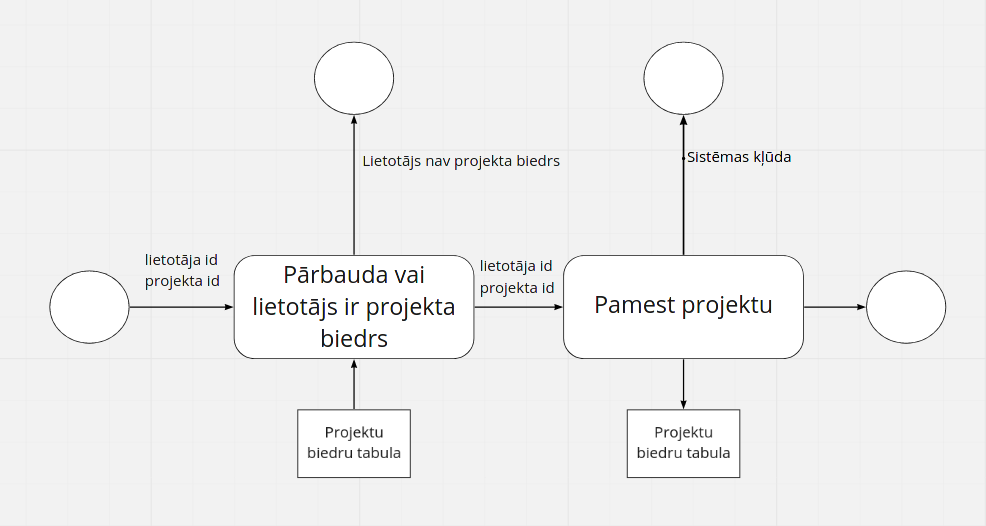 Lietotājs nav projekta biedrs
Sistēmas kļūda
lietotāja id
projekta id
Pārbauda vai
lietotājs ir projekta
biedrs
lietotāja id
projekta id
Pamest projektu
Projektu
biedru tabula
Projektu
biedru tabula